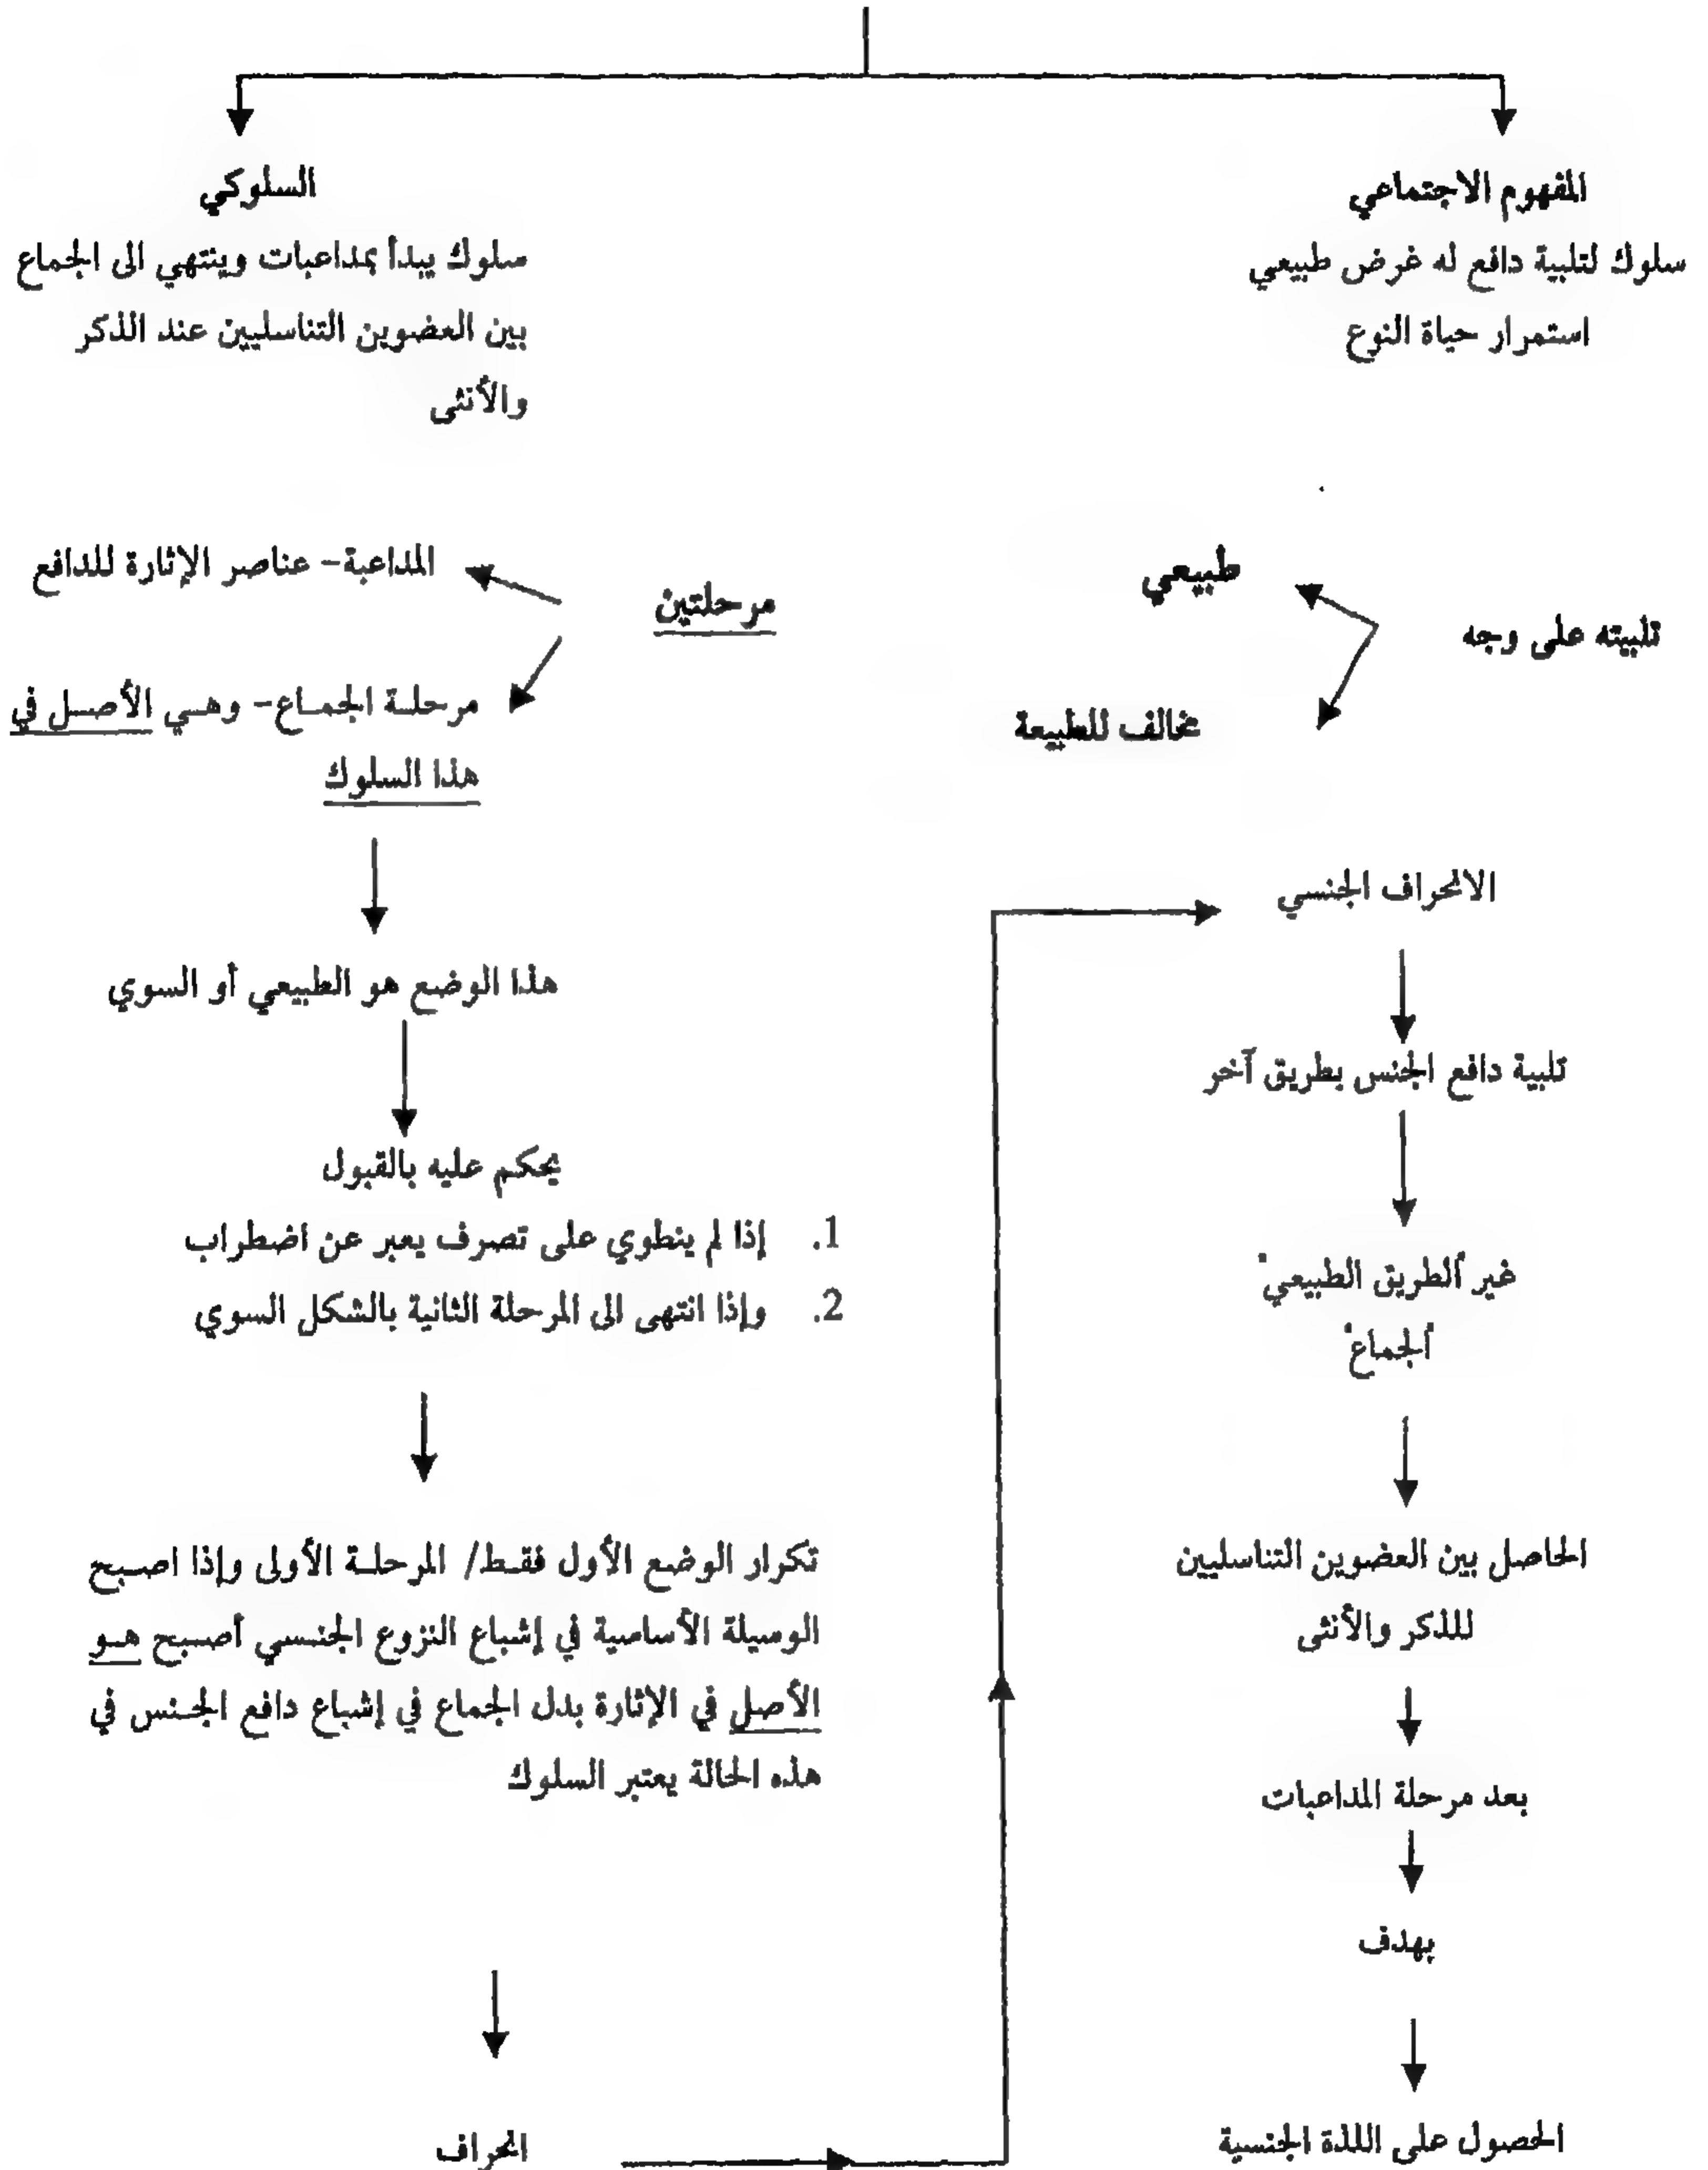 المفهوم الاجتماعي
سلوك لتلبية دافع له غرض طبيعي
استمرار حياة النوع
تلبيته على وجه
طبيعي
مخالف للطبيعة
الانحراف الجنسي
تلبية دافع الجنس بطريق آخر
غير "الطريق الطبيعي"
"الجماع"
الحاصل بين العضوين التناسليين
للذكر والأنثى
بعد مرحلة المداعبات
بهدف
الحصول على اللذة الجنسية
السلوكي
سلوك يبدأ بمداعبات وينتهي الى الجماع
بين العضوين التناسليين عند الذكر
والأنثى
مرحلتين
المداعبة- عناصر الإثارة للدافع
مرحلة الجماع- وهي الأصل في
هذا السلوك
هذا الوضع هو الطبيعي أو السوي
يحكم عليه بالقبول
1. إذا لم ينطوي على تصرف يعبر عن اضطراب
2. وإذا انتهى الى المرحلة الثانية بالشكل السوي
تكرار الوضع الأول فقط/ المرحلة الأولى وإذا اصبح
الوسيلة الأساسية في إشباع النزوع الجنسي أصبح هو
الأصل في الإثارة بدل الجماع في إشباع دافع الجنس في
هذه الحالة يعتبر السلوك
انحراف